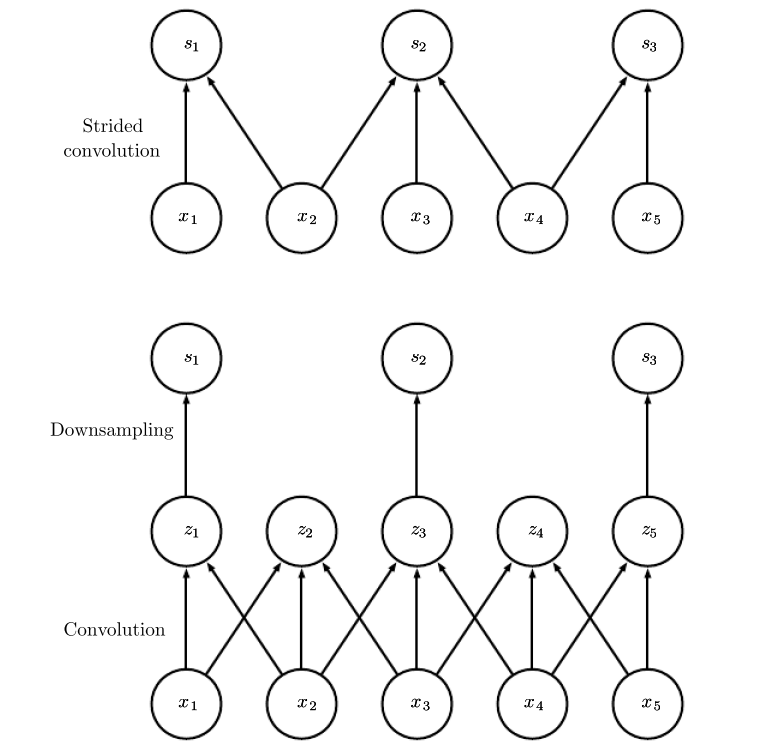 s₁ s₂ s₃
Strided
convolution
x₁ x₂ x₃ x₄ x₅
s₁ s₂ s₃
Downsampling
z₁ z₂ z₃ z₄ z₅
Convolution
x₁ x₂ x₃ x₄ x₅